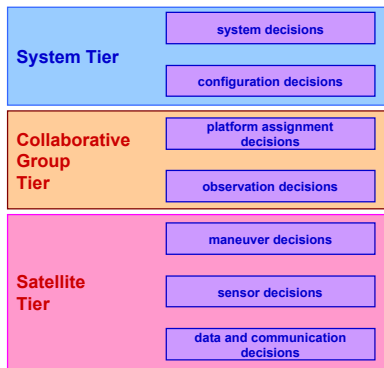 System Tier
system decisions
configuration decisions
Collaborative
Group
Tier
platform assignment
decisions
observation decisions
Satellite
Tier
maneuver decisions
sensor decisions
data and communication
decisions